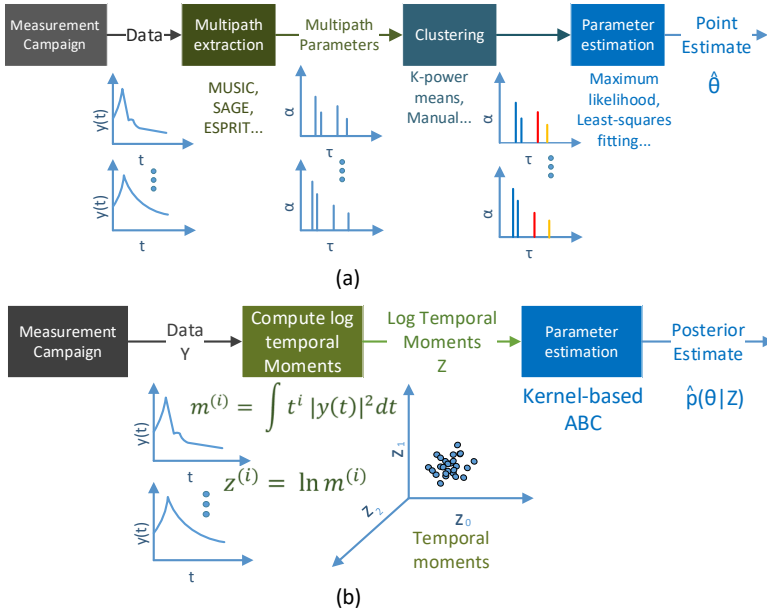 Measurement
Campaign
Data
Multipath
extraction
Multipath
Parameters
Clustering
Parameter
estimation
Point
Estimate
θ̂
MUSIC,
SAGE,
ESPRIT...
K-power
means,
Manual...
Maximum
likelihood,
Least-squares
fitting...
y(t)
t
y(t)
t
α
τ
α
τ
α
τ
α
τ
(a)
Measurement
Campaign
Data
Y
Compute log
temporal
Moments
Log Temporal
Moments
Z
Parameter
estimation
Posterior
Estimate
p̂(θ|Z)
Kernel-based
ABC
y(t)
t
y(t)
t
m⁽ⁱ⁾ = ∫ tⁱ |y(t)|² dt
z⁽ⁱ⁾ = ln m⁽ⁱ⁾
Z₁
Z₂
Z₀
Temporal
moments
(b)